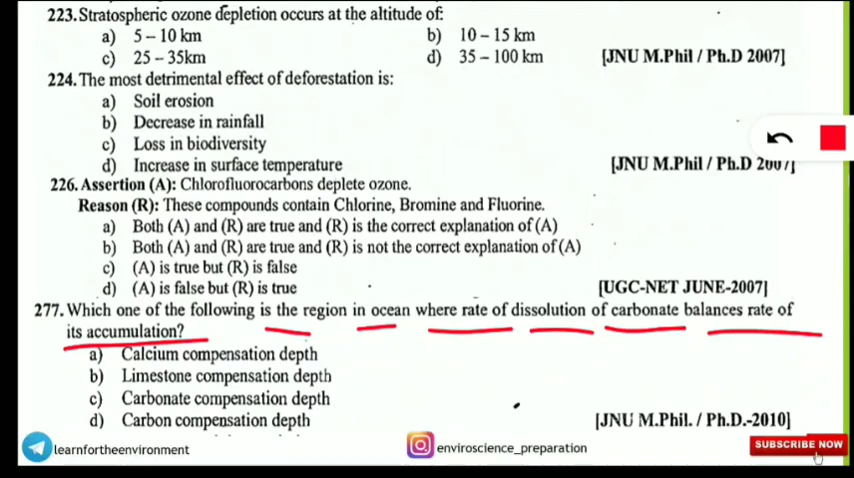 223. Stratospheric ozone depletion occurs at the altitude of:
a) 5 – 10 km b) 10 – 15 km
c) 25 – 35km d) 35 – 100 km [JNU M.Phil / Ph.D 2007]
224. The most detrimental effect of deforestation is:
a) Soil erosion
b) Decrease in rainfall
c) Loss in biodiversity
d) Increase in surface temperature [JNU M.Phil / Ph.D 2007]
226. Assertion (A): Chlorofluorocarbons deplete ozone.
Reason (R): These compounds contain Chlorine, Bromine and Fluorine.
a) Both (A) and (R) are true and (R) is the correct explanation of (A)
b) Both (A) and (R) are true and (R) is not the correct explanation of (A)
c) (A) is true but (R) is false
d) (A) is false but (R) is true [UGC-NET JUNE-2007]
277. Which one of the following is the region in ocean where rate of dissolution of carbonate balances rate of
its accumulation?
a) Calcium compensation depth
b) Limestone compensation depth
c) Carbonate compensation depth
d) Carbon compensation depth [JNU M.Phil. / Ph.D.-2010]
learnfortheenvironment enviroscience_preparation SUBSCRIBE NOW